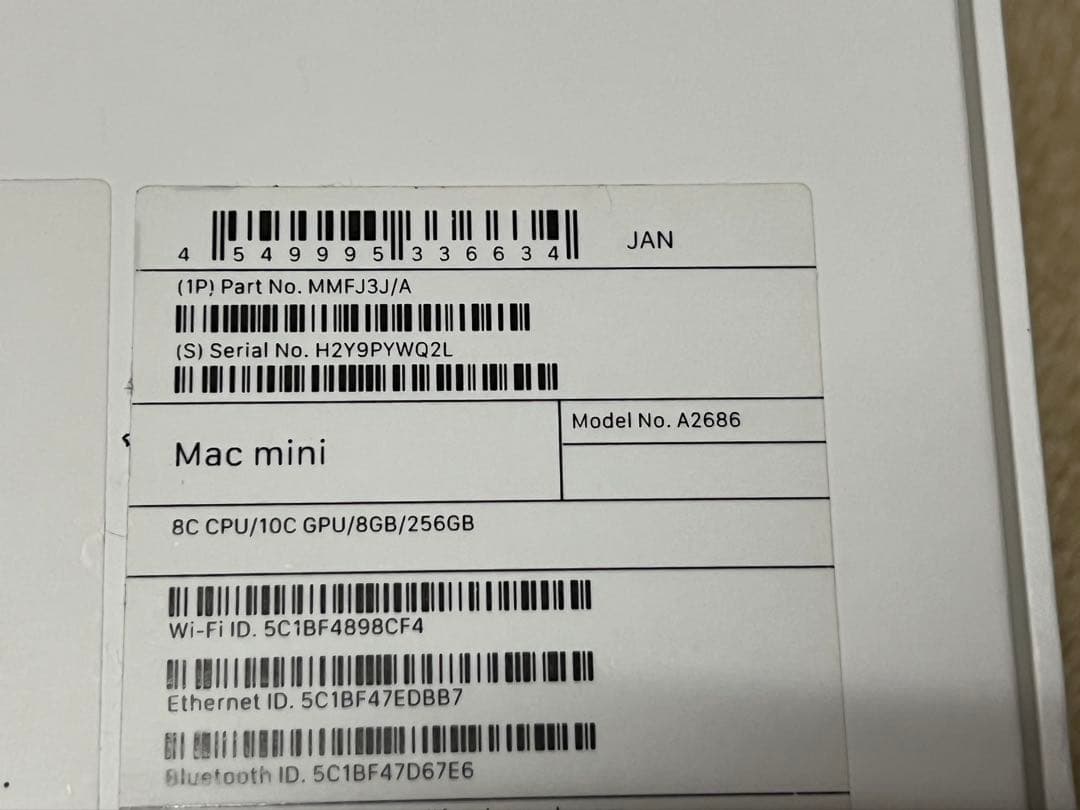 4 549995 336634
JAN
(1P) Part No. MMFJ3J/A
(S) Serial No. H2Y9PYWQ2L
Model No. A2686
Mac mini
8C CPU/10C GPU/8GB/256GB
Wi-Fi ID. 5C1BF4898CF4
Ethernet ID. 5C1BF47EDBB7
Bluetooth ID. 5C1BF47D67E6